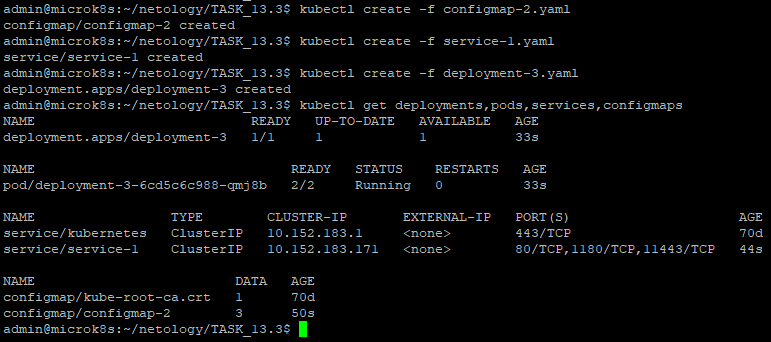 admin@microk8s:~/netology/TASK_13.3$ kubectl create -f configmap-2.yaml
configmap/configmap-2 created
admin@microk8s:~/netology/TASK_13.3$ kubectl create -f service-1.yaml
service/service-1 created
admin@microk8s:~/netology/TASK_13.3$ kubectl create -f deployment-3.yaml
deployment.apps/deployment-3 created
admin@microk8s:~/netology/TASK_13.3$ kubectl get deployments,pods,services,configmaps
NAME READY UP-TO-DATE AVAILABLE AGE
deployment.apps/deployment-3 1/1 1 1 33s
NAME READY STATUS RESTARTS AGE
pod/deployment-3-6cd5c6c988-qmj8b 2/2 Running 0 33s
NAME TYPE CLUSTER-IP EXTERNAL-IP PORT(S) AGE
service/kubernetes ClusterIP 10.152.183.1 <none> 443/TCP 70d
service/service-1 ClusterIP 10.152.183.171 <none> 80/TCP,1180/TCP,11443/TCP 44s
NAME DATA AGE
configmap/kube-root-ca.crt 1 70d
configmap/configmap-2 3 50s
admin@microk8s:~/netology/TASK_13.3$